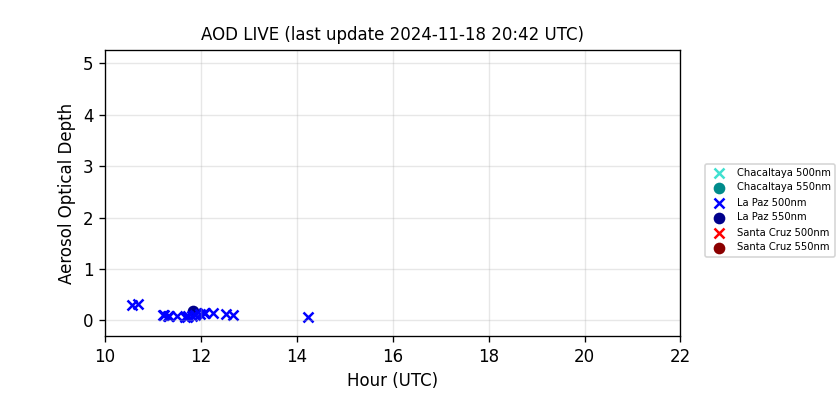 AOD LIVE (last update 2024-11-18 20:42 UTC)
Aerosol Optical Depth
5
4
3
2
1
0
10 12 14 16 18 20 22
Hour (UTC)
Chacaltaya 500nm
Chacaltaya 550nm
La Paz 500nm
La Paz 550nm
Santa Cruz 500nm
Santa Cruz 550nm